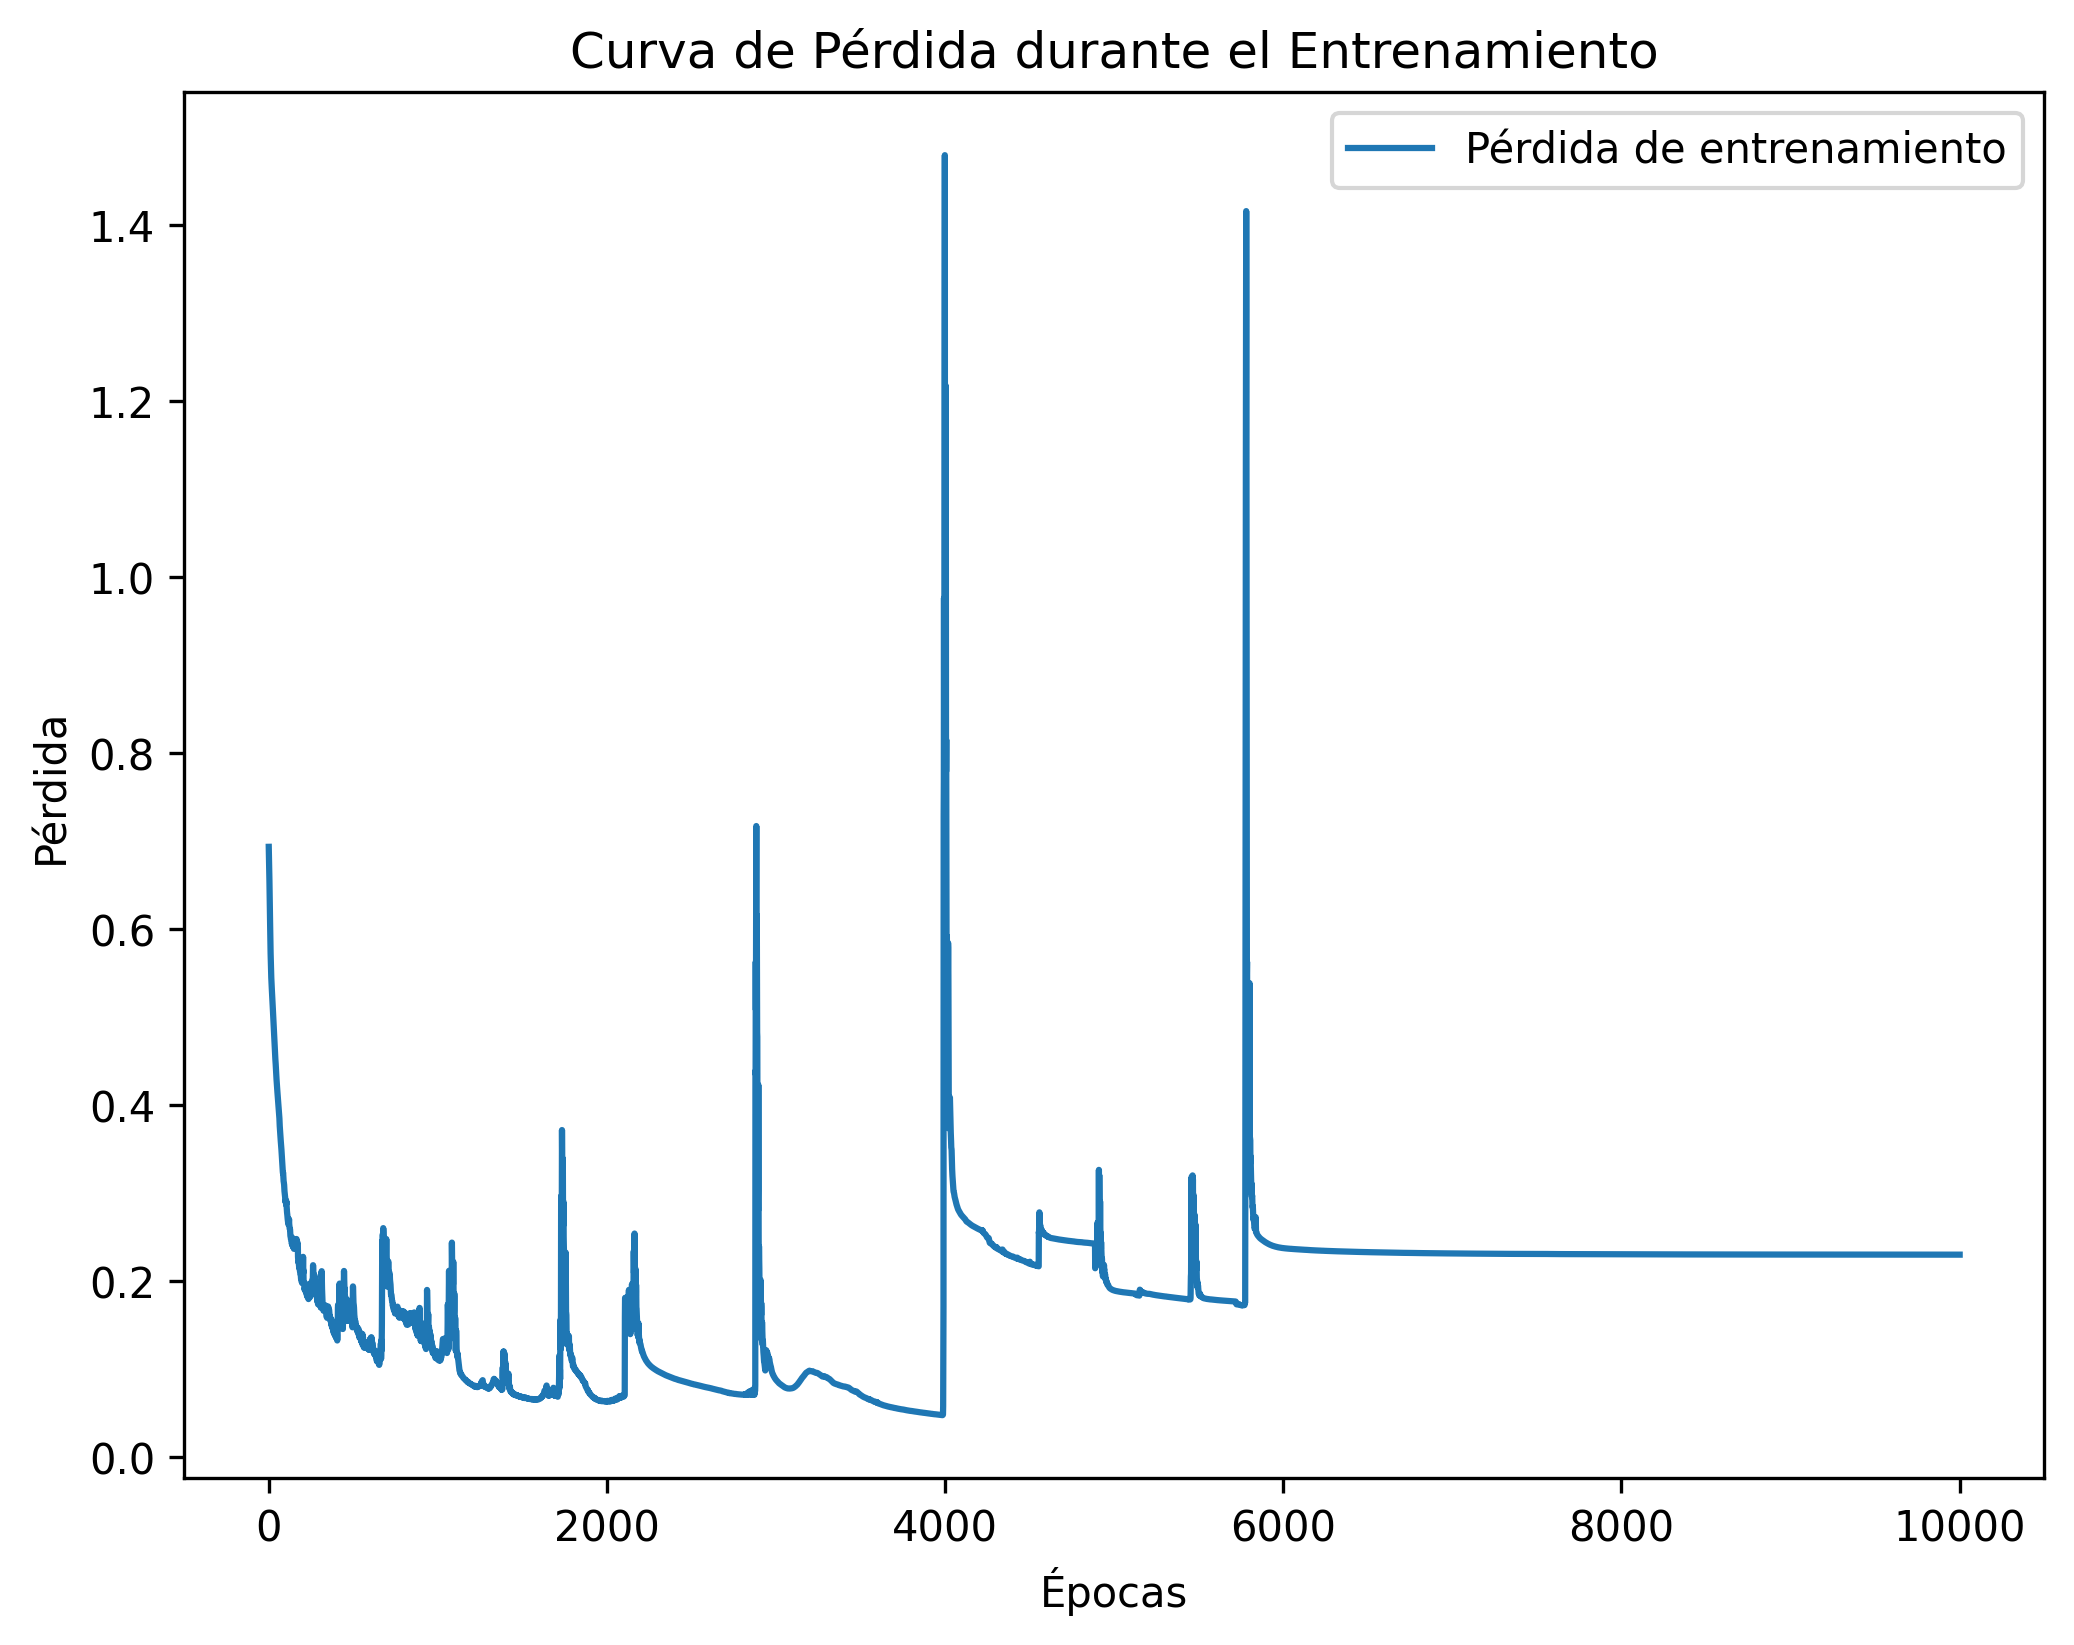 Curva de Pérdida durante el Entrenamiento
Pérdida de entrenamiento
1.4
1.2
1.0
0.8
0.6
0.4
0.2
0.0
Pérdida
0 2000 4000 6000 8000 10000
Épocas